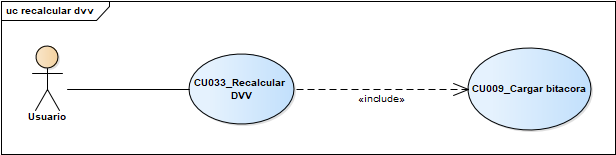 uc recalcular dvv
CU033_Recalcular
DVV
CU009_Cargar bitacora
«include»
Usuario